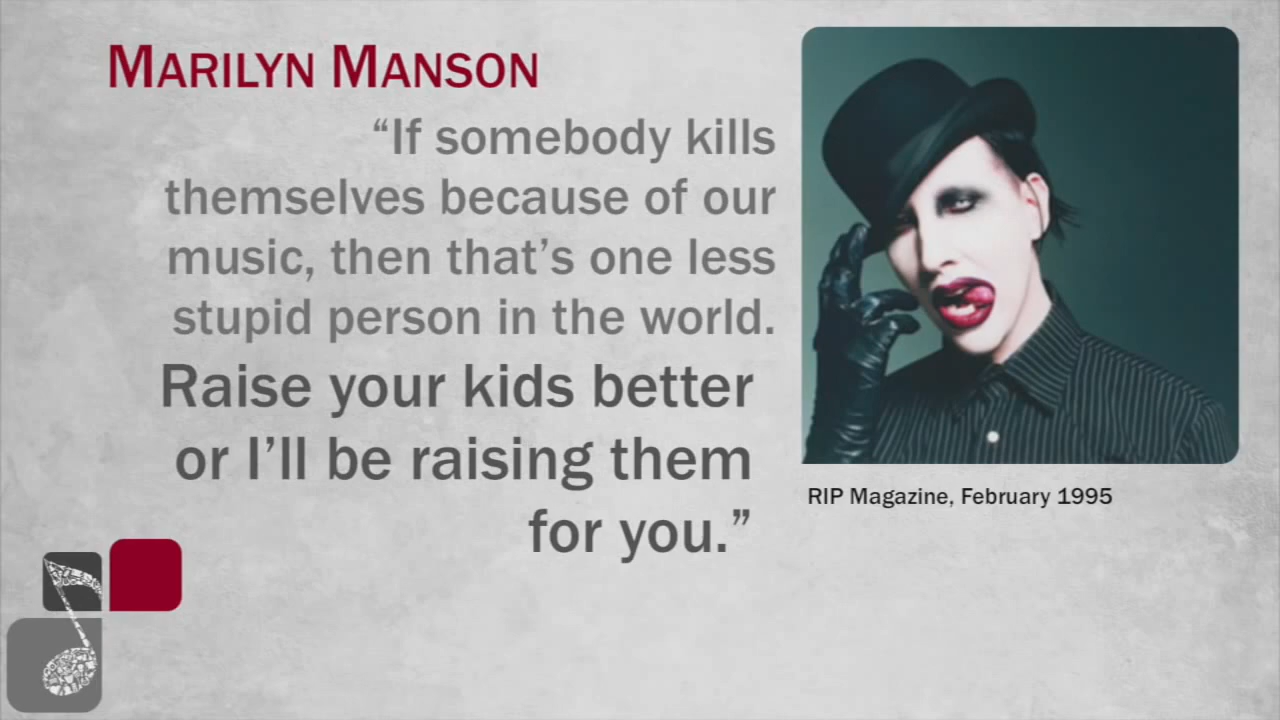 MARILYN MANSON
“If somebody kills
themselves because of our
music, then that’s one less
stupid person in the world.
Raise your kids better
or I’ll be raising them
for you.”
RIP Magazine, February 1995